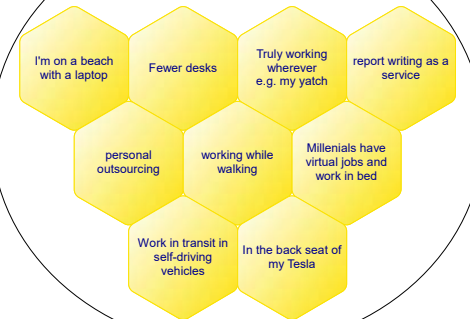 I'm on a beach
with a laptop
Fewer desks
Truly working
wherever
e.g. my yatch
report writing as a
service
personal
outsourcing
working while
walking
Millenials have
virtual jobs and
work in bed
Work in transit in
self-driving
vehicles
In the back seat of
my Tesla